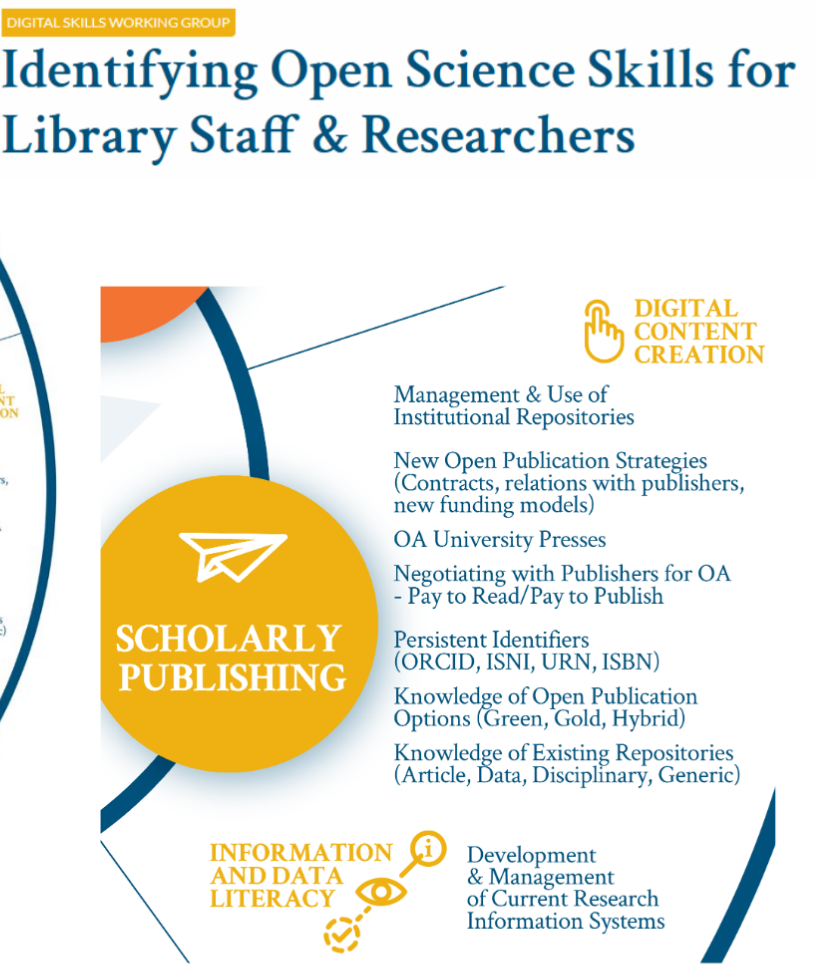 DIGITAL SKILLS WORKING GROUP
Identifying Open Science Skills for
Library Staff & Researchers
DIGITAL
CONTENT
CREATION
Management & Use of
Institutional Repositories
New Open Publication Strategies
(Contracts, relations with publishers,
new funding models)
OA University Presses
Negotiating with Publishers for OA
- Pay to Read/Pay to Publish
SCHOLARLY
PUBLISHING
Persistent Identifiers
(ORCID, ISNI, URN, ISBN)
Knowledge of Open Publication
Options (Green, Gold, Hybrid)
Knowledge of Existing Repositories
(Article, Data, Disciplinary, Generic)
INFORMATION
AND DATA
LITERACY
Development
& Management
of Current Research
Information Systems